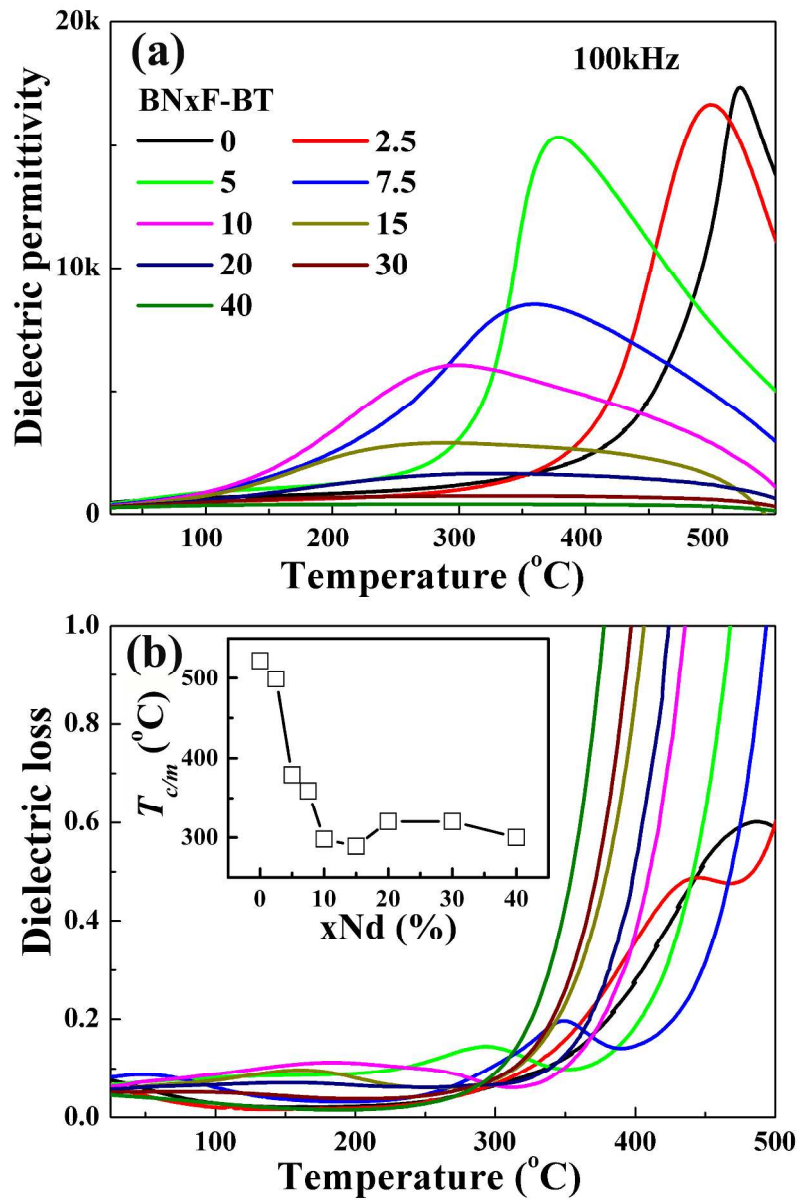 20k
(a)
100kHz
BNxF-BT
0 2.5
5 7.5
10 15
20 30
40
10k
0
Dielectric permittivity
100 200 300 400 500
Temperature (°C)
1.0
(b)
0.8
0.6
0.4
0.2
0.0
Dielectric loss
500
400
300
T c/m (°C)
0 10 20 30 40
xNd (%)
100 200 300 400 500
Temperature (°C)